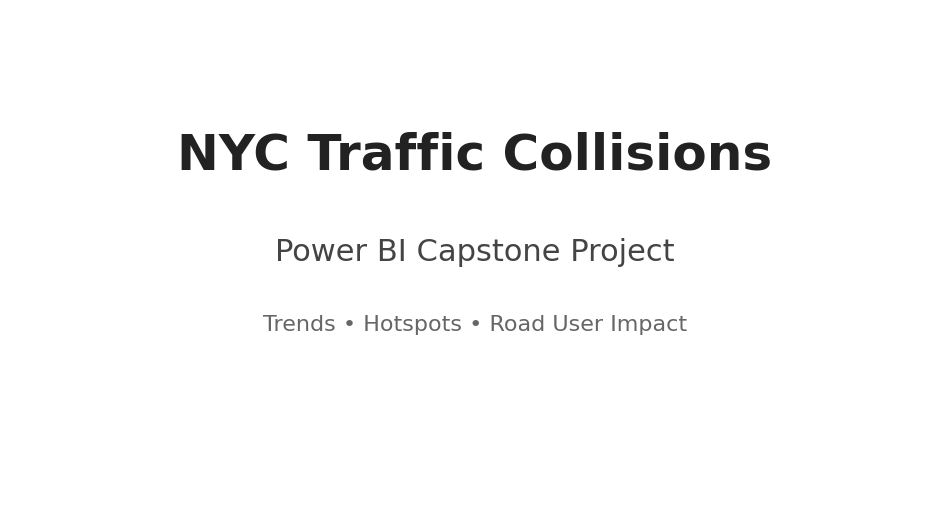 NYC Traffic Collisions
Power BI Capstone Project
Trends • Hotspots • Road User Impact